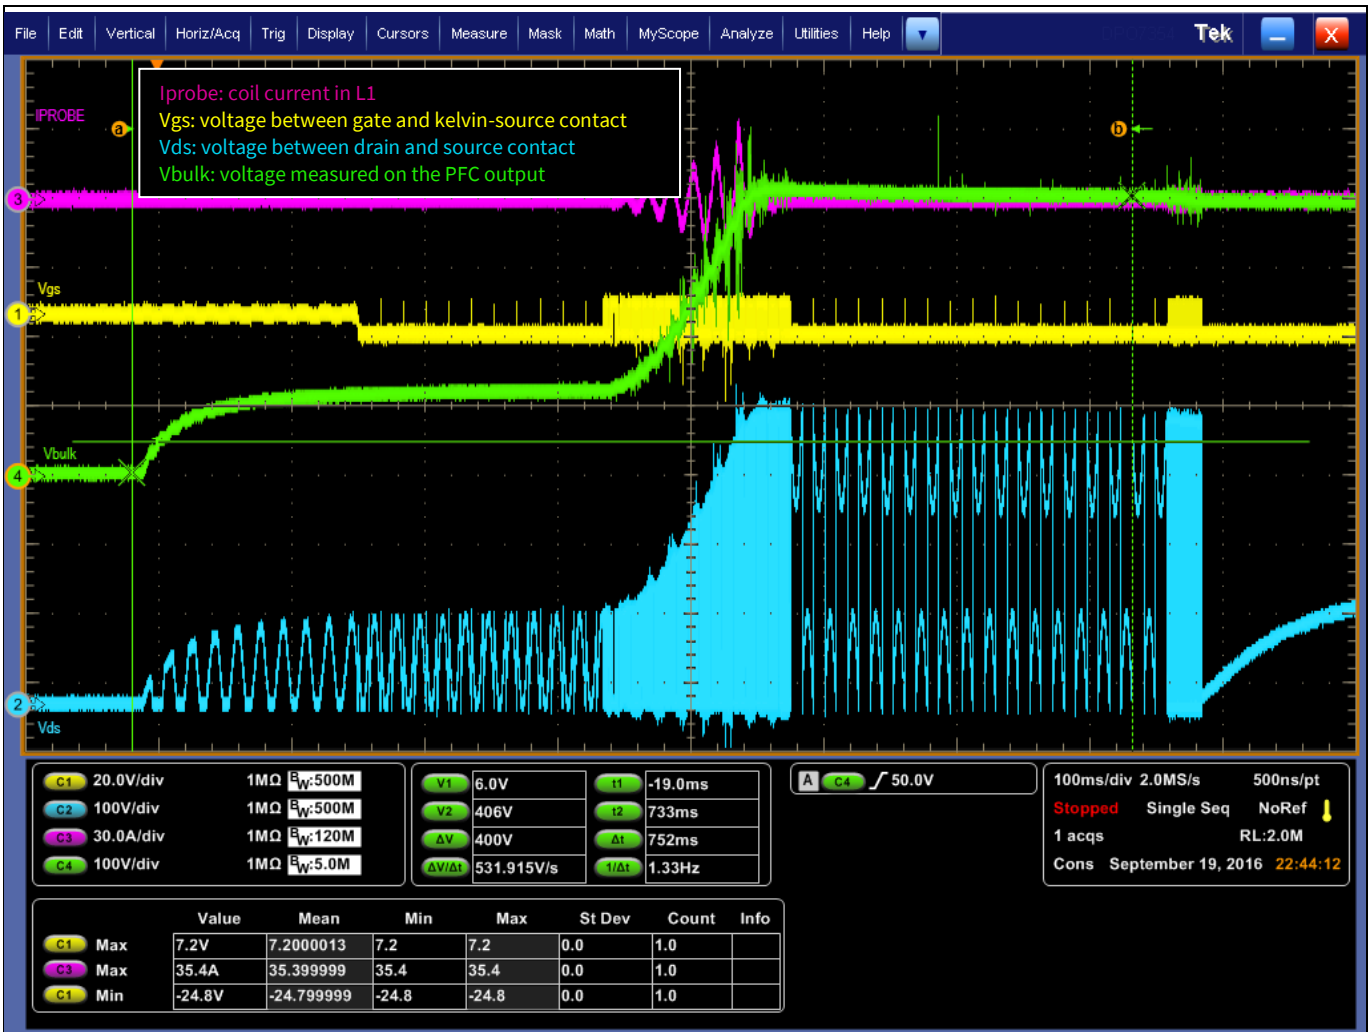 File Edit Vertical Horiz/Acq Trig Display Cursors Measure Mask Math MyScope Analyze Utilities Help Tek X
Iprobe: coil current in L1
Vgs: voltage between gate and kelvin-source contact
Vds: voltage between drain and source contact
Vbulk: voltage measured on the PFC output
IPROBE
a
b
3
Vgs
1
Vbulk
4
2
Vds
C1 20.0V/div 1MΩ BW:500M
C2 100V/div 1MΩ BW:500M
C3 30.0A/div 1MΩ BW:120M
C4 100V/div 1MΩ BW:5.0M
V1 6.0V t1 -19.0ms
V2 406V t2 733ms
ΔV 400V Δt 752ms
ΔV/Δt 531.915V/s 1/Δt 1.33Hz
A C4 50.0V
100ms/div 2.0MS/s 500ns/pt
Stopped Single Seq NoRef
1 acqs RL:2.0M
Cons September 19, 2016 22:44:12
Value Mean Min Max St Dev Count Info
C1 Max 7.2V 7.2000013 7.2 7.2 0.0 1.0
C3 Max 35.4A 35.399999 35.4 35.4 0.0 1.0
C1 Min -24.8V -24.799999 -24.8 -24.8 0.0 1.0